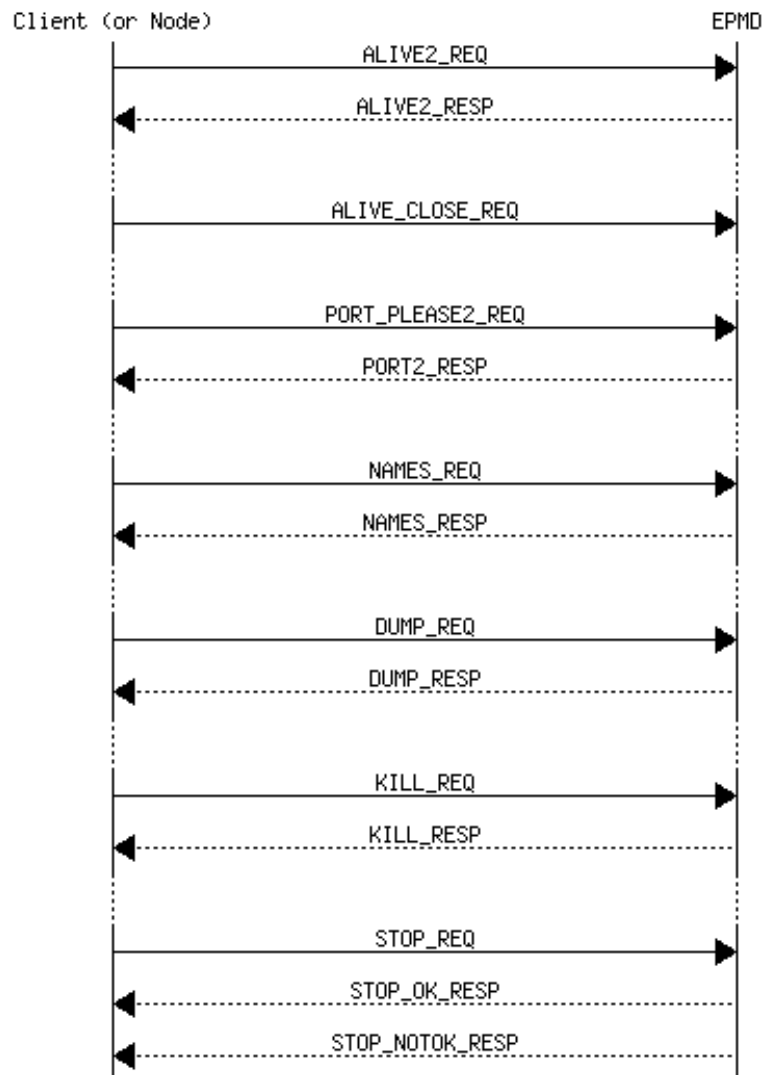 Client (or Node) EPMD
ALIVE2_REQ
ALIVE2_RESP
ALIVE_CLOSE_REQ
PORT_PLEASE2_REQ
PORT2_RESP
NAMES_REQ
NAMES_RESP
DUMP_REQ
DUMP_RESP
KILL_REQ
KILL_RESP
STOP_REQ
STOP_OK_RESP
STOP_NOTOK_RESP